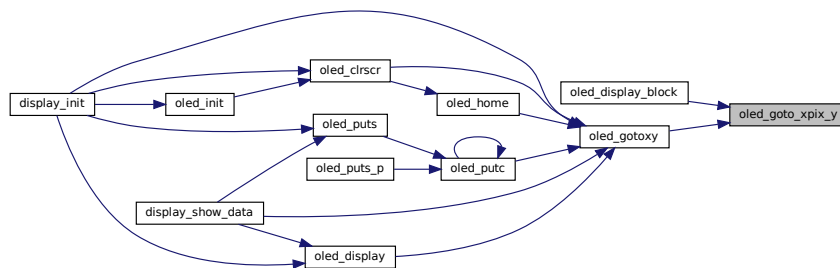 display_init
oled_init
oled_clrscr
oled_home
oled_puts
oled_puts_p
oled_putc
display_show_data
oled_display
oled_display_block
oled_gotoxy
oled_goto_xpix_y